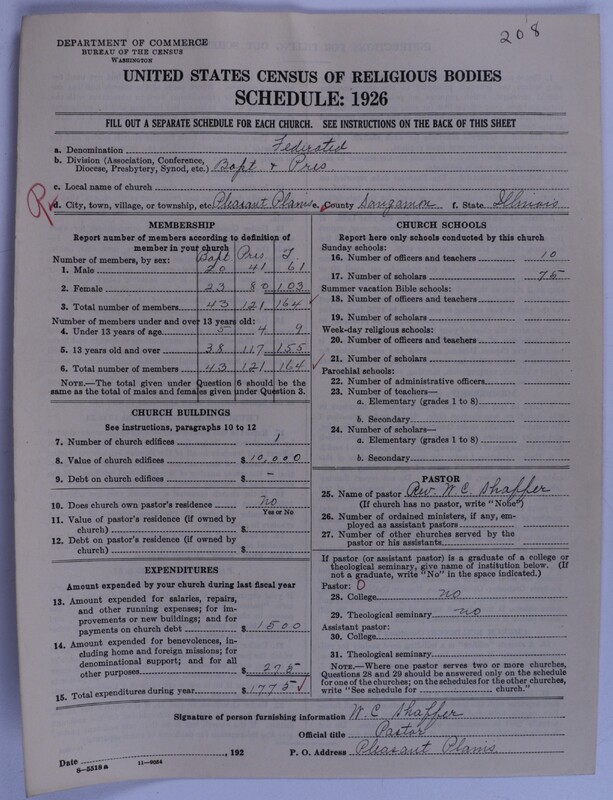 208
DEPARTMENT OF COMMERCE
BUREAU OF THE CENSUS
WASHINGTON
UNITED STATES CENSUS OF RELIGIOUS BODIES
SCHEDULE: 1926
FILL OUT A SEPARATE SCHEDULE FOR EACH CHURCH. SEE INSTRUCTIONS ON THE BACK OF THIS SHEET
a. Denomination Federated
b. Division (Association, Conference, Diocese, Presbytery, Synod, etc.) Bapt & Pres
c. Local name of church
R d. City, town, village, or township, etc. Pleasant Plains e. County Sangamon f. State Illinois
MEMBERSHIP
Report number of members according to definition of
member in your church
Number of members, by sex: Bapt Pres T.
1. Male 20 41 61
2. Female 23 80 103
3. Total number of members 43 121 164
Number of members under and over 13 years old:
4. Under 13 years of age 5 4 9
5. 13 years old and over 38 117 155
6. Total number of members 43 121 164
NOTE.—The total given under Question 6 should be the
same as the total of males and females given under Question 3.
CHURCH BUILDINGS
See instructions, paragraphs 10 to 12
7. Number of church edifices 1
8. Value of church edifices $10,000
9. Debt on church edifices $ –
10. Does church own pastor's residence no
Yes or No
11. Value of pastor's residence (if owned by
church) $
12. Debt on pastor's residence (if owned by
church) $
EXPENDITURES
Amount expended by your church during last fiscal year
13. Amount expended for salaries, repairs,
and other running expenses; for im-
provements or new buildings; and for
payments on church debt $1500
14. Amount expended for benevolences, in-
cluding home and foreign missions; for
denominational support; and for all
other purposes $275
15. Total expenditures during year $1775
CHURCH SCHOOLS
Report here only schools conducted by this church
Sunday schools:
16. Number of officers and teachers 10
17. Number of scholars 75
Summer vacation Bible schools:
18. Number of officers and teachers
19. Number of scholars
Week-day religious schools:
20. Number of officers and teachers
21. Number of scholars
Parochial schools:
22. Number of administrative officers
23. Number of teachers—
a. Elementary (grades 1 to 8)
b. Secondary
24. Number of scholars—
a. Elementary (grades 1 to 8)
b. Secondary
PASTOR
25. Name of pastor Rev. W. C. Shaffer
(If church has no pastor, write "None")
26. Number of ordained ministers, if any, em-
ployed as assistant pastors
27. Number of other churches served by the
pastor or his assistants
If pastor (or assistant pastor) is a graduate of a college or
theological seminary, give name of institution below. (If
not a graduate, write "No" in the space indicated.)
Pastor: O
28. College no
29. Theological seminary no
Assistant pastor:
30. College
31. Theological seminary
NOTE.—Where one pastor serves two or more churches,
Questions 28 and 29 should be answered only on the schedule
for one of the churches; on the schedules for the other churches,
write "See schedule for church."
Signature of person furnishing information W. C. Shaffer
Official title Pastor
Date , 192 P. O. Address Pleasant Plains
8-5518a 11-9054